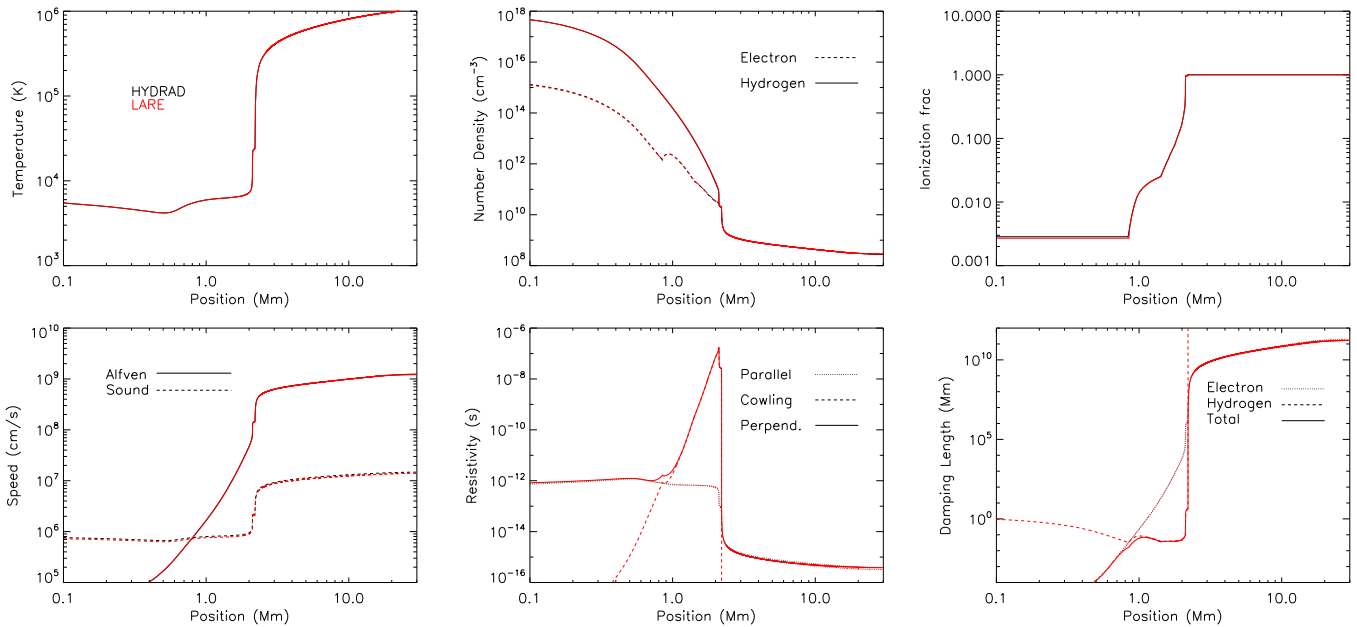 10^6
10^5
10^4
10^3
Temperature (K)
HYDRAD
LARE
0.1 1.0 10.0
Position (Mm)
10^18
10^16
10^14
10^12
10^10
10^8
Number Density (cm^-3)
Electron
Hydrogen
0.1 1.0 10.0
Position (Mm)
10.000
1.000
0.100
0.010
0.001
Ionization frac
0.1 1.0 10.0
Position (Mm)
10^10
10^9
10^8
10^7
10^6
10^5
Speed (cm/s)
Alfven
Sound
0.1 1.0 10.0
Position (Mm)
10^-6
10^-8
10^-10
10^-12
10^-14
10^-16
Resistivity (s)
Parallel
Cowling
Perpend.
0.1 1.0 10.0
Position (Mm)
10^10
10^5
10^0
Damping Length (Mm)
Electron
Hydrogen
Total
0.1 1.0 10.0
Position (Mm)